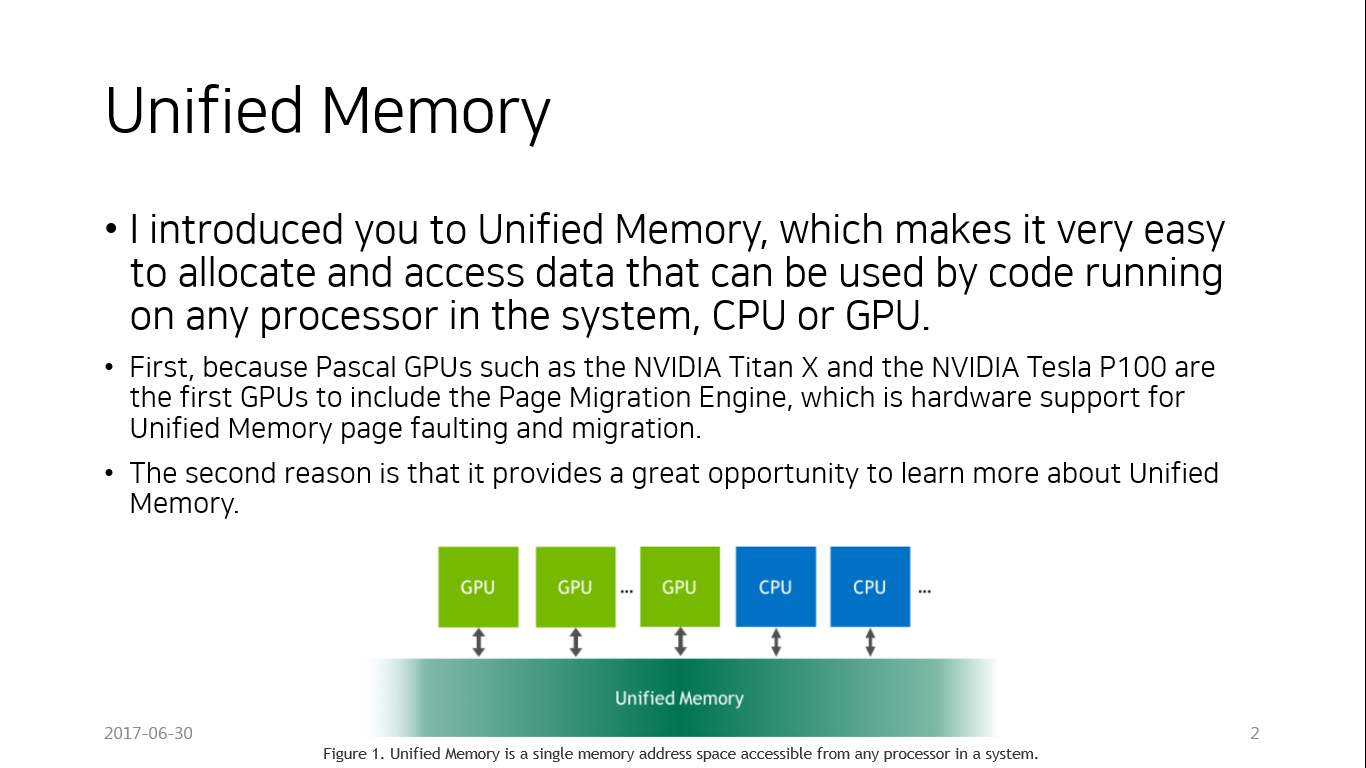 Unified Memory
• I introduced you to Unified Memory, which makes it very easy
to allocate and access data that can be used by code running
on any processor in the system, CPU or GPU.
• First, because Pascal GPUs such as the NVIDIA Titan X and the NVIDIA Tesla P100 are
the first GPUs to include the Page Migration Engine, which is hardware support for
Unified Memory page faulting and migration.
• The second reason is that it provides a great opportunity to learn more about Unified
Memory.
GPU GPU ... GPU CPU CPU ...
Unified Memory
2017-06-30 2
Figure 1. Unified Memory is a single memory address space accessible from any processor in a system.